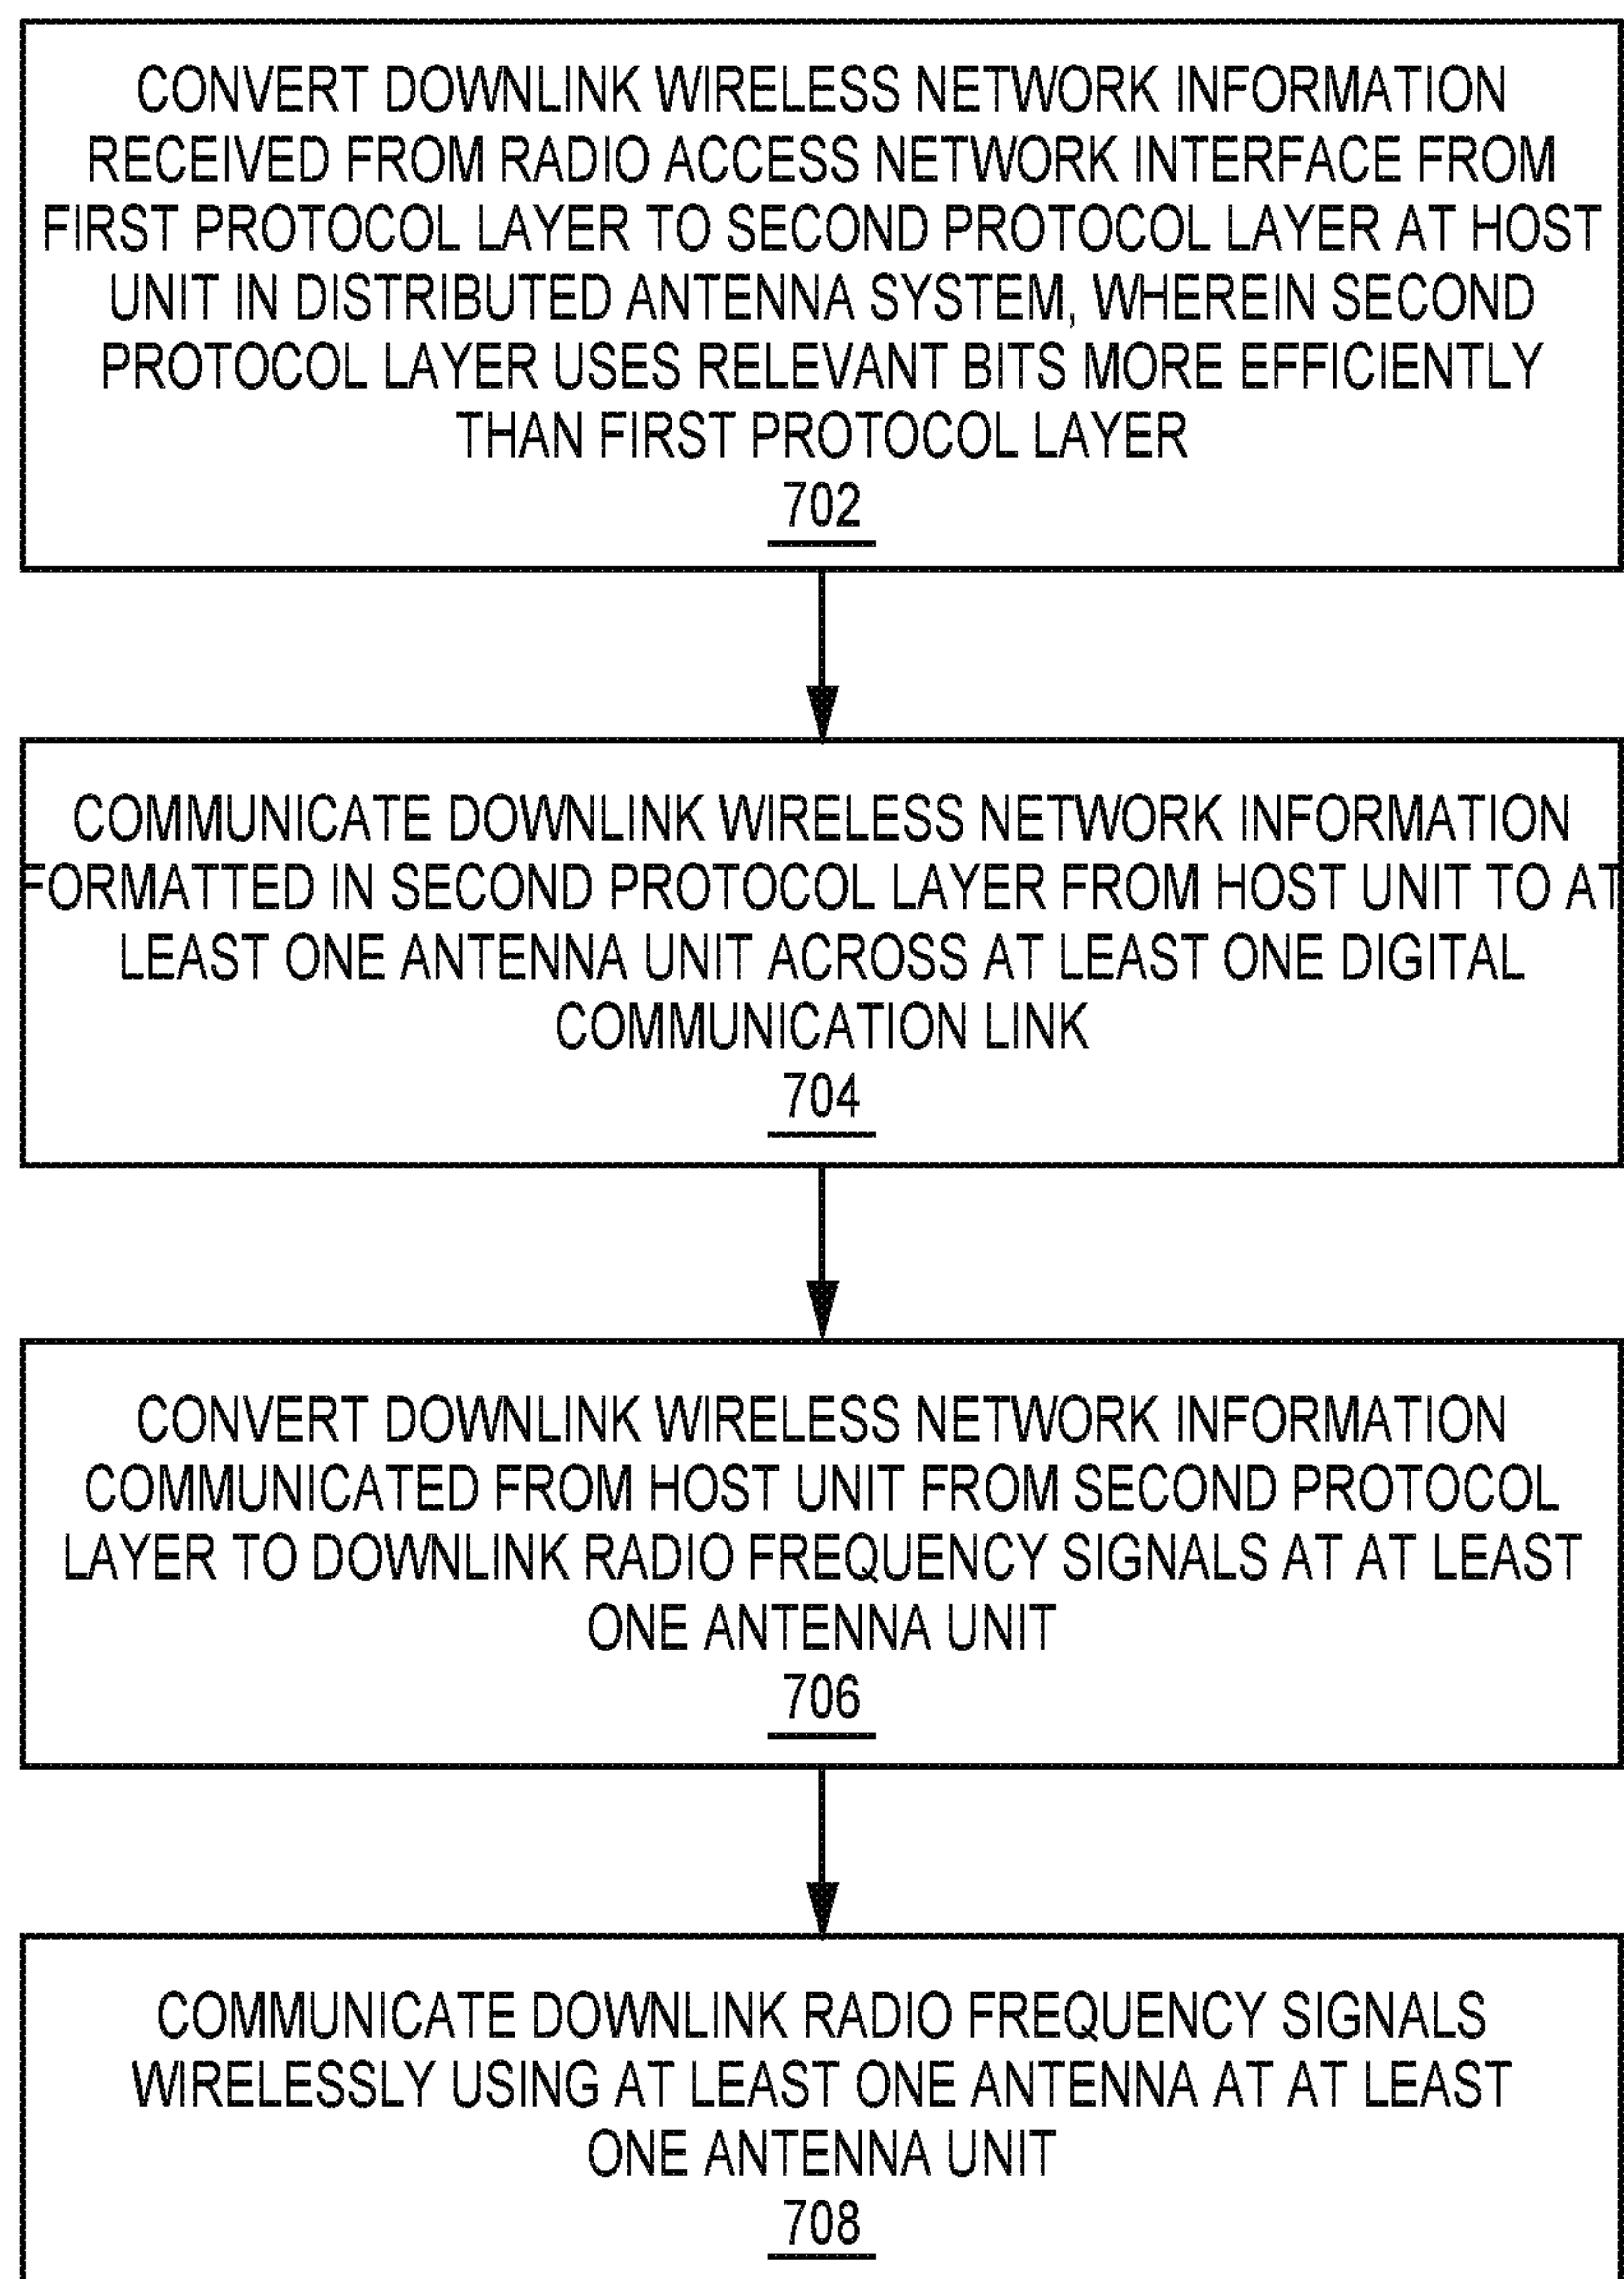 CONVERT DOWNLINK WIRELESS NETWORK INFORMATION
RECEIVED FROM RADIO ACCESS NETWORK INTERFACE FROM
FIRST PROTOCOL LAYER TO SECOND PROTOCOL LAYER AT HOST
UNIT IN DISTRIBUTED ANTENNA SYSTEM, WHEREIN SECOND
PROTOCOL LAYER USES RELEVANT BITS MORE EFFICIENTLY
THAN FIRST PROTOCOL LAYER
702
COMMUNICATE DOWNLINK WIRELESS NETWORK INFORMATION
FORMATTED IN SECOND PROTOCOL LAYER FROM HOST UNIT TO AT
LEAST ONE ANTENNA UNIT ACROSS AT LEAST ONE DIGITAL
COMMUNICATION LINK
704
CONVERT DOWNLINK WIRELESS NETWORK INFORMATION
COMMUNICATED FROM HOST UNIT FROM SECOND PROTOCOL
LAYER TO DOWNLINK RADIO FREQUENCY SIGNALS AT AT LEAST
ONE ANTENNA UNIT
706
COMMUNICATE DOWNLINK RADIO FREQUENCY SIGNALS
WIRELESSLY USING AT LEAST ONE ANTENNA AT AT LEAST
ONE ANTENNA UNIT
708